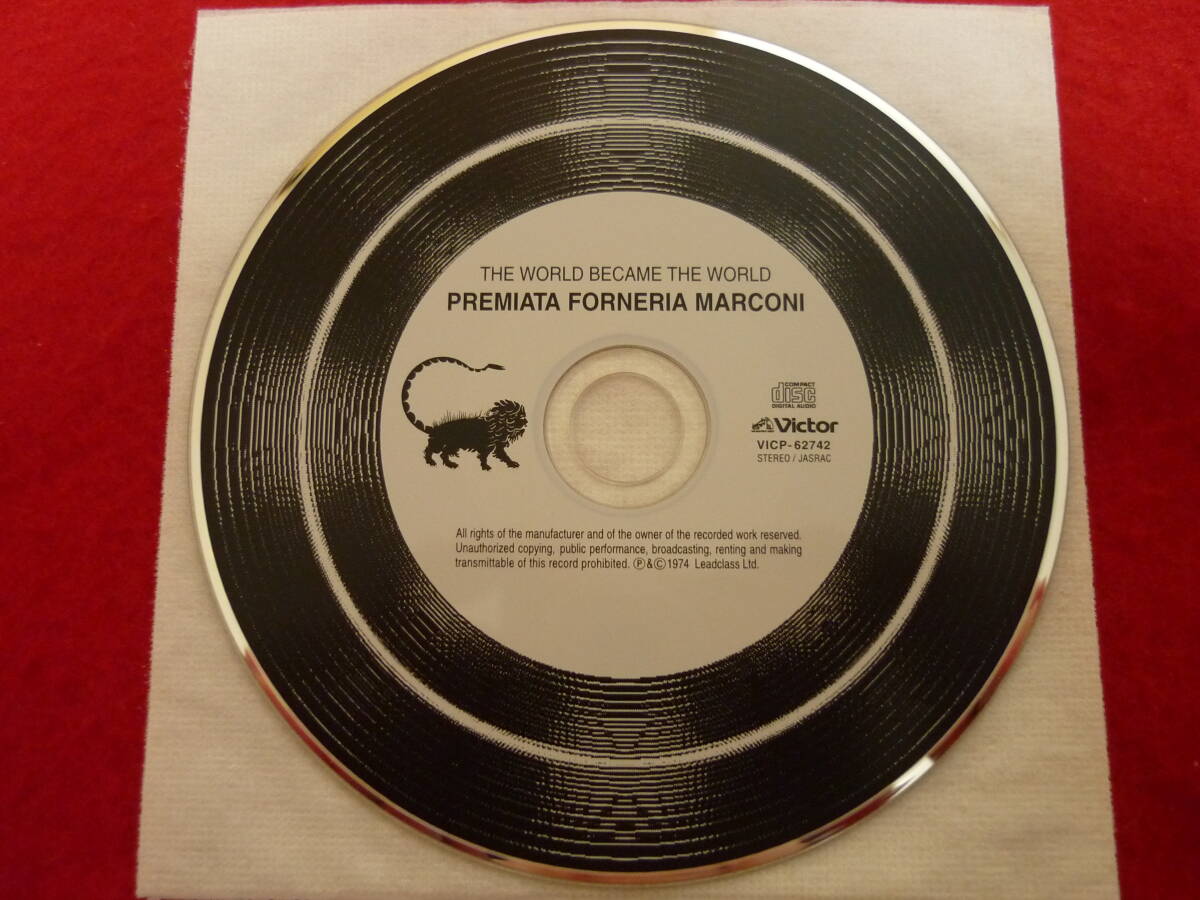 THE WORLD BECAME THE WORLD
PREMIATA FORNERIA MARCONI
COMPACT
disc
DIGITAL AUDIO
Victor
VICP-62742
STEREO / JASRAC
All rights of the manufacturer and of the owner of the recorded work reserved.
Unauthorized copying, public performance, broadcasting, renting and making
transmittable of this record prohibited. Ⓟ&Ⓒ1974 Leadclass Ltd.